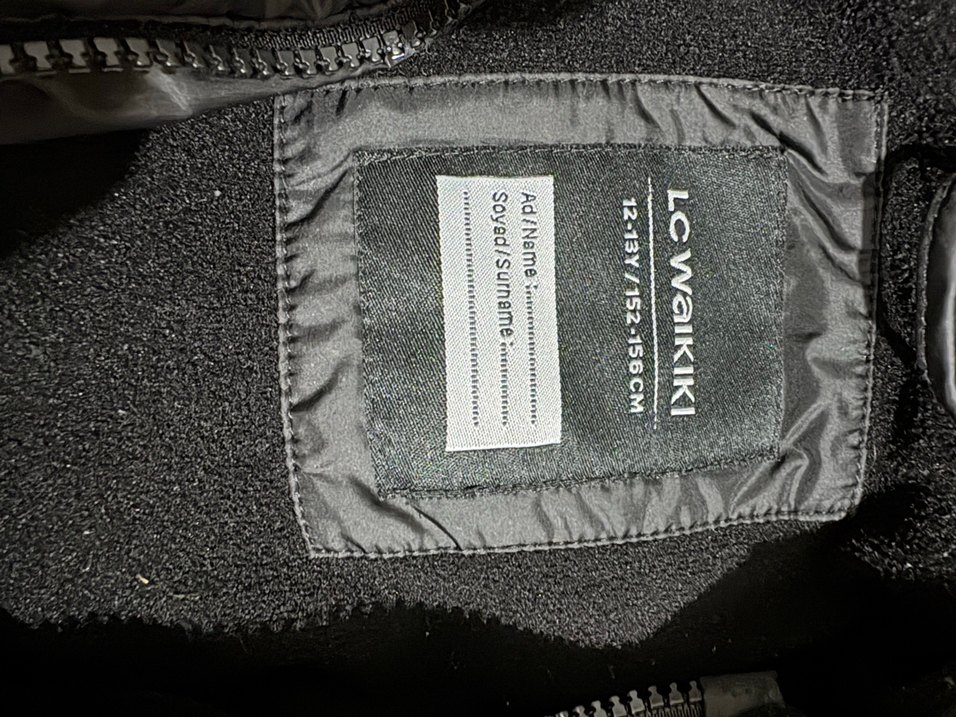 LC WAIKIKI
12-13Y / 152-156 CM
Ad / Name :..............................
Soyad / Surname :....................
..................................................